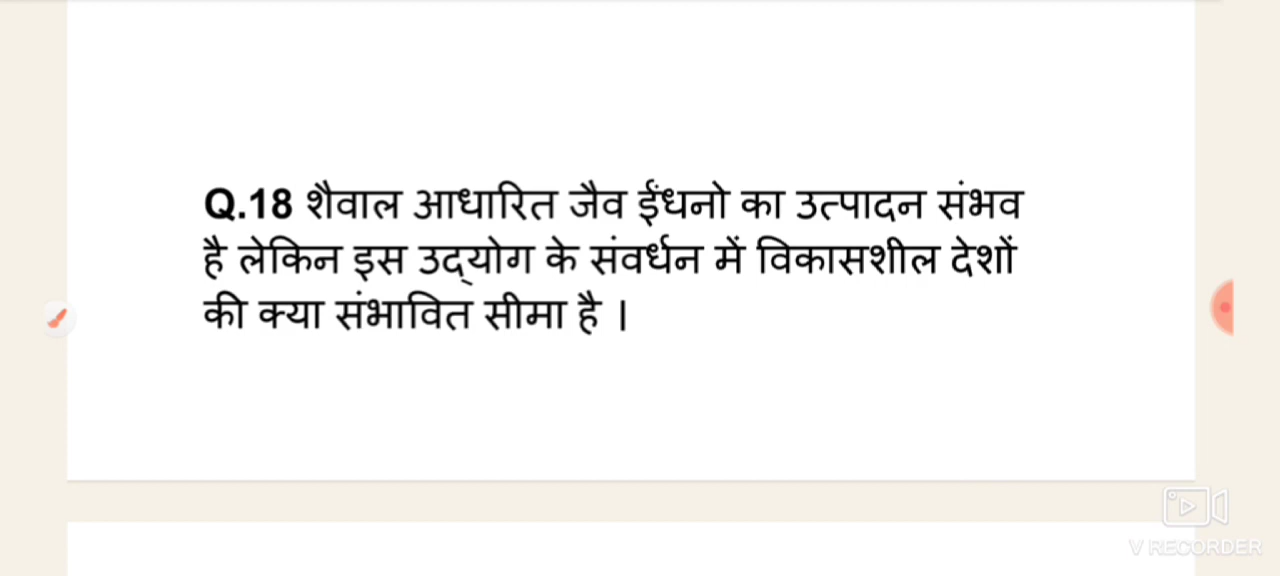 Q.18 शैवाल आधारित जैव ईंधनो का उत्पादन संभव
है लेकिन इस उद्योग के संवर्धन में विकासशील देशों
की क्या संभावित सीमा है ।
V RECORDER